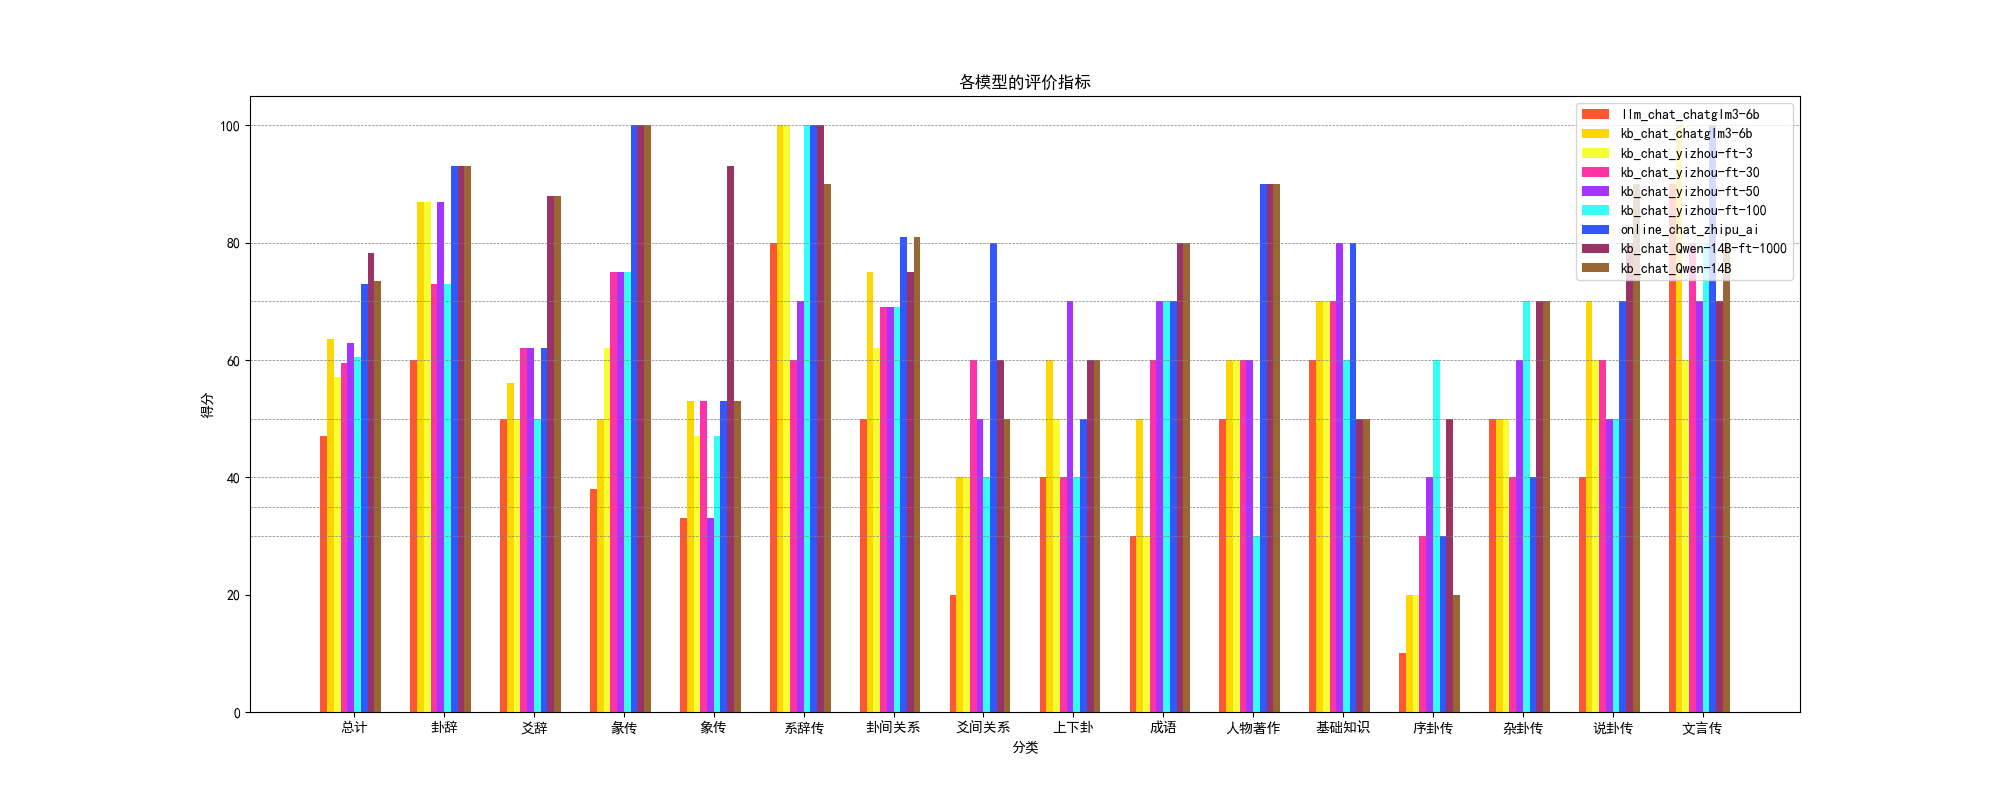 各模型的评价指标
得分
100
80
60
40
20
0
llm_chat_chatglm3-6b
kb_chat_chatglm3-6b
kb_chat_yizhou-ft-3
kb_chat_yizhou-ft-30
kb_chat_yizhou-ft-50
kb_chat_yizhou-ft-100
online_chat_zhipu_ai
kb_chat_Qwen-14B-ft-1000
kb_chat_Qwen-14B
总计 卦辞 爻辞 彖传 象传 系辞传 卦间关系 爻间关系 上下卦 成语 人物著作 基础知识 序卦传 杂卦传 说卦传 文言传
分类